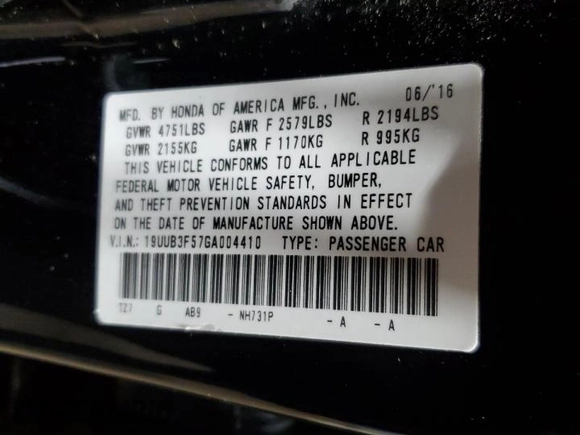 MFD. BY HONDA OF AMERICA MFG., INC. 06/'16
GVWR 4751LBS GAWR F 2579LBS R 2194LBS
GVWR 2155KG GAWR F 1170KG R 995KG
THIS VEHICLE CONFORMS TO ALL APPLICABLE
FEDERAL MOTOR VEHICLE SAFETY, BUMPER,
AND THEFT PREVENTION STANDARDS IN EFFECT
ON THE DATE OF MANUFACTURE SHOWN ABOVE.
V.I.N.: 19UUB3F57GA004410 TYPE: PASSENGER CAR
TZ7 G AB9 - NH731P - A - A